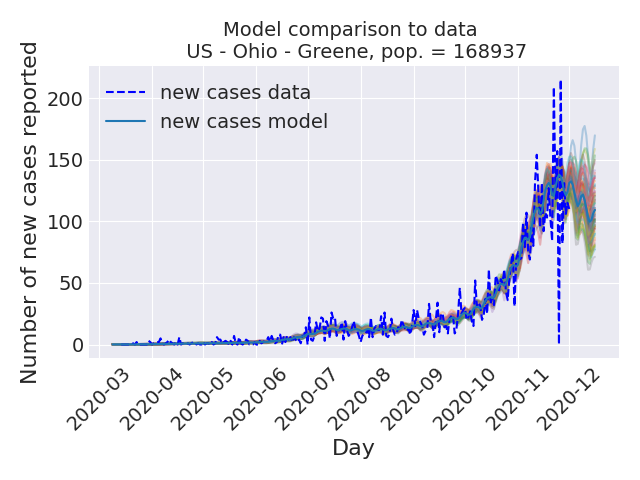 Model comparison to data
US - Ohio - Greene, pop. = 168937
new cases data
new cases model
Number of new cases reported
200
150
100
50
0
2020-03
2020-04
2020-05
2020-06
2020-07
2020-08
2020-09
2020-10
2020-11
2020-12
Day